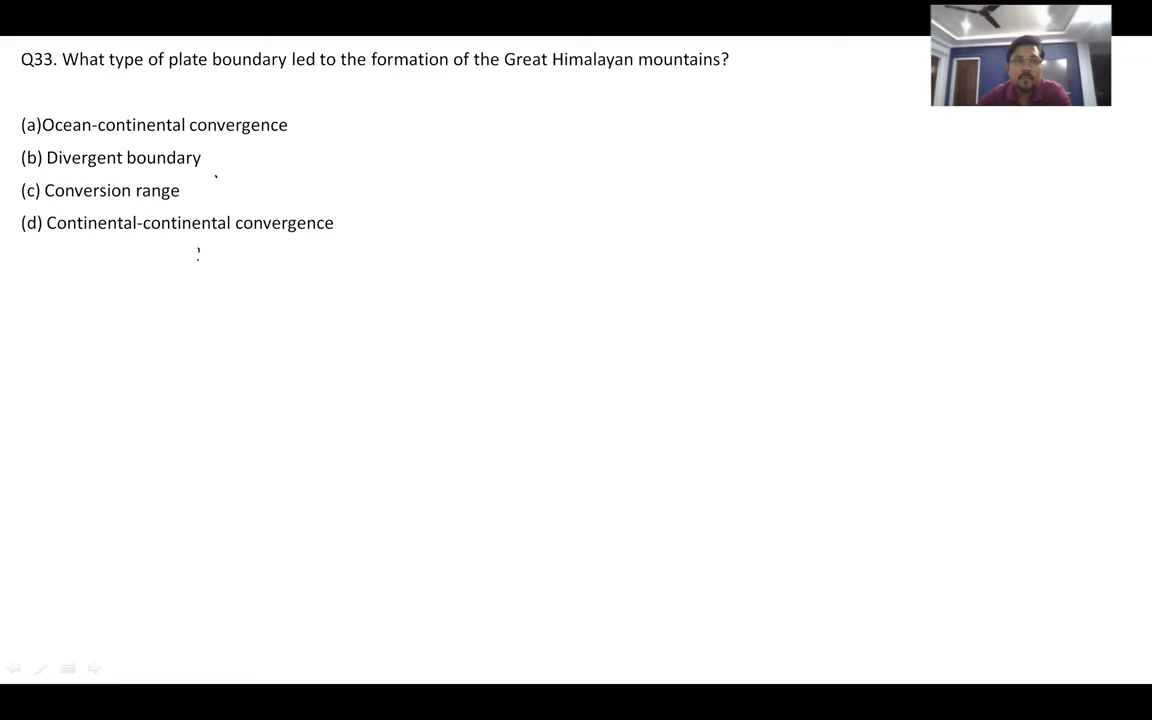 Q33. What type of plate boundary led to the formation of the Great Himalayan mountains?
(a)Ocean-continental convergence
(b) Divergent boundary
(c) Conversion range
(d) Continental-continental convergence